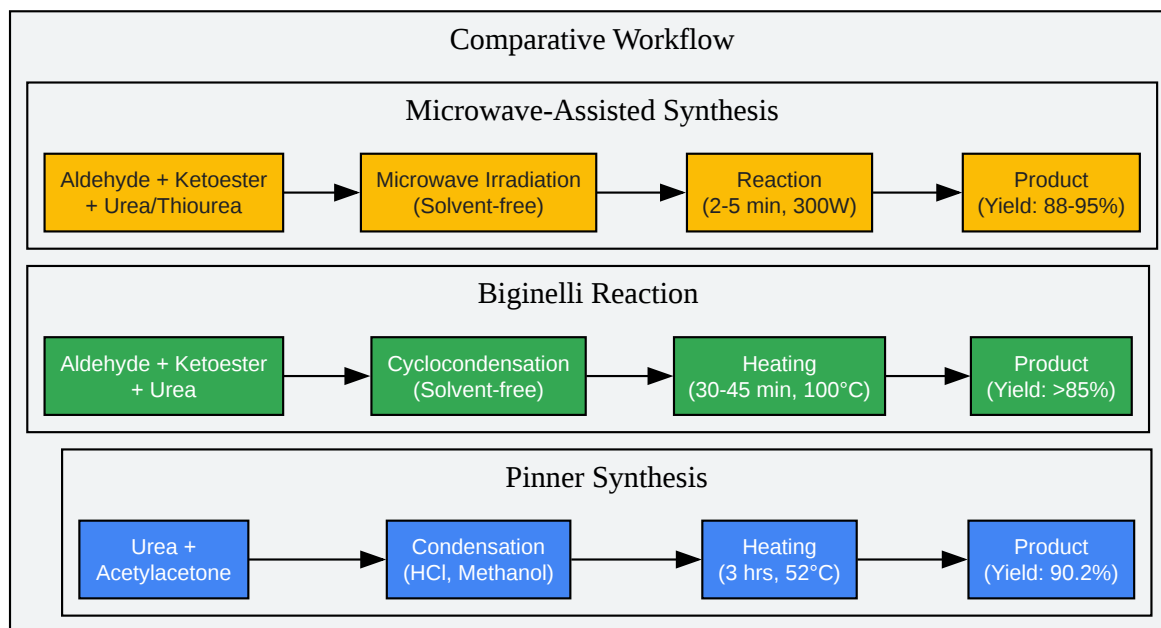 Comparative Workflow
Microwave-Assisted Synthesis
Aldehyde + Ketoester
+ Urea/Thiourea
Microwave Irradiation
(Solvent-free)
Reaction
(2-5 min, 300W)
Product
(Yield: 88-95%)
Biginelli Reaction
Aldehyde + Ketoester
+ Urea
Cyclocondensation
(Solvent-free)
Heating
(30-45 min, 100°C)
Product
(Yield: >85%)
Pinner Synthesis
Urea +
Acetylacetone
Condensation
(HCl, Methanol)
Heating
(3 hrs, 52°C)
Product
(Yield: 90.2%)